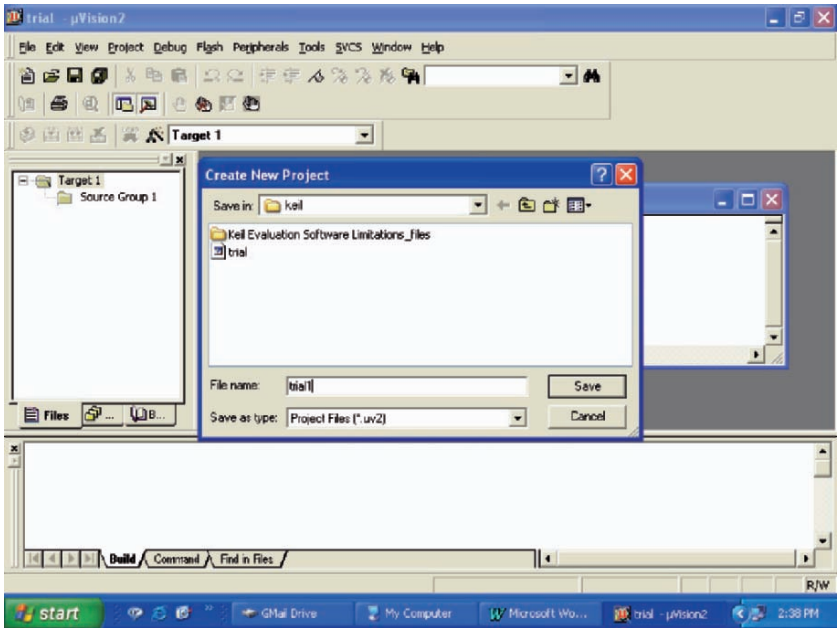 trial - µVision2
File Edit View Project Debug Flash Peripherals Tools SVCS Window Help
Target 1
Target 1
Source Group 1
Create New Project
Save in: keil
Keil Evaluation Software Limitations_files
trial
File name: trial1
Save
Save as type: Project Files (*.uv2)
Cancel
Files ... B...
Build Command Find in Files
R/W
start GMail Drive My Computer Microsoft Wo... trial - µVision2 2:38 PM